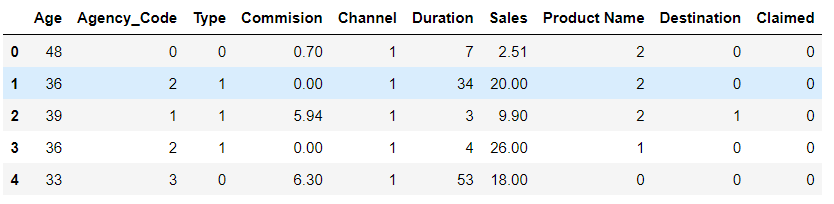 Age Agency_Code Type Commision Channel Duration Sales Product Name Destination Claimed
0 48 0 0 0.70 1 7 2.51 2 0 0
1 36 2 1 0.00 1 34 20.00 2 0 0
2 39 1 1 5.94 1 3 9.90 2 1 0
3 36 2 1 0.00 1 4 26.00 1 0 0
4 33 3 0 6.30 1 53 18.00 0 0 0